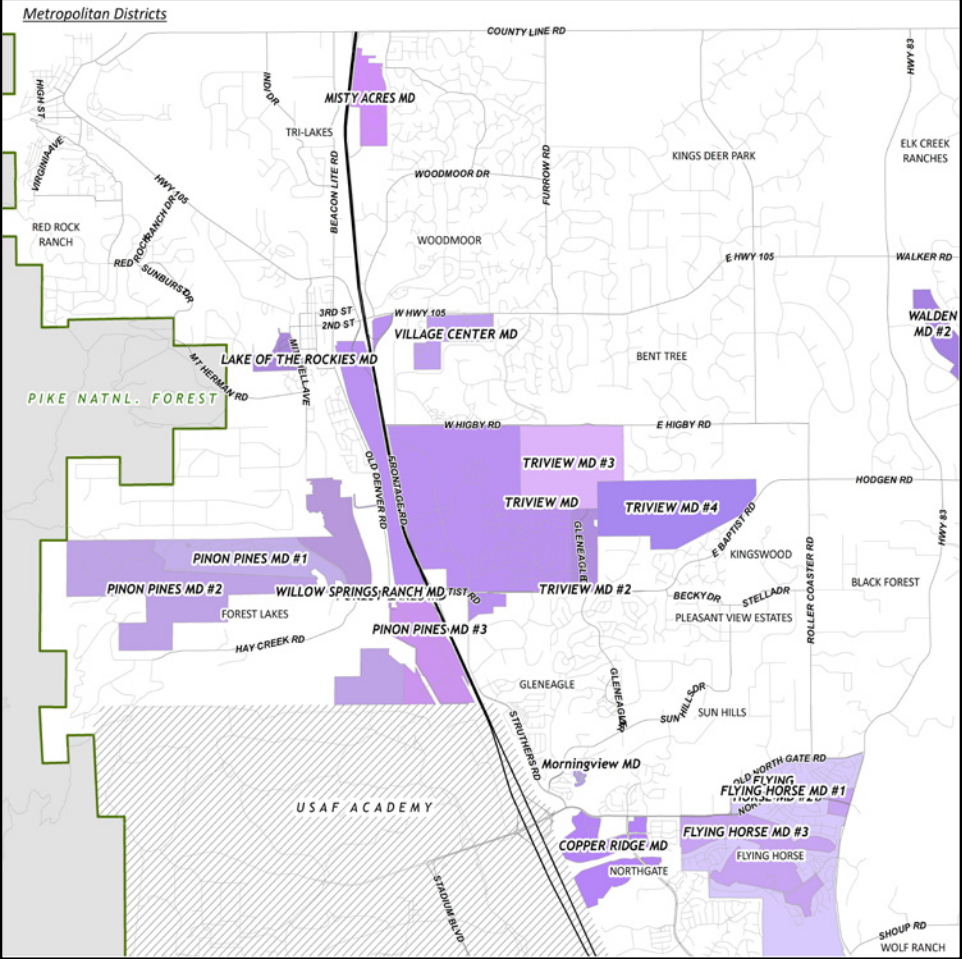 Metropolitan Districts
COUNTY LINE RD
HWY 83
HIGH ST
INDI DR
MISTY ACRES MD
TRI-LAKES
VIRGINIA AVE
BEACON LITE RD
FURROW RD
KINGS DEER PARK
ELK CREEK
RANCHES
HWY 105
WOODMOOR DR
RED ROCK
RANCH
RED ROCK RANCH DR
WOODMOOR
SUNBURST DR
E HWY 105
WALKER RD
3RD ST
2ND ST
W HWY 105
VILLAGE CENTER MD
WALDEN
MD #2
LAKE OF THE ROCKIES MD
MITCHELL AVE
BENT TREE
MT HERMAN RD
PIKE NATNL. FOREST
W HIGBY RD
E HIGBY RD
OLD DENVER RD
FRONTAGE RD
TRIVIEW MD #3
TRIVIEW MD
TRIVIEW MD #4
HODGEN RD
HWY 83
E BAPTIST RD
GLENEAGLE
KINGSWOOD
ROLLER COASTER RD
PINON PINES MD #1
PINON PINES MD #2
WILLOW SPRINGS RANCH MD
TIST RD
TRIVIEW MD #2
BECKY DR
STELLA DR
BLACK FOREST
FOREST LAKES
PLEASANT VIEW ESTATES
PINON PINES MD #3
HAY CREEK RD
GLENEAGLE
GLENEAGLE DR
SUN HILLS DR
SUN HILLS
STRUTHERS RD
Morningview MD
OLD NORTH GATE RD
FLYING
FLYING HORSE MD #1
USAF ACADEMY
FLYING HORSE MD #3
COPPER RIDGE MD
FLYING HORSE
NORTHGATE
STADIUM BLVD
SHOUP RD
WOLF RANCH